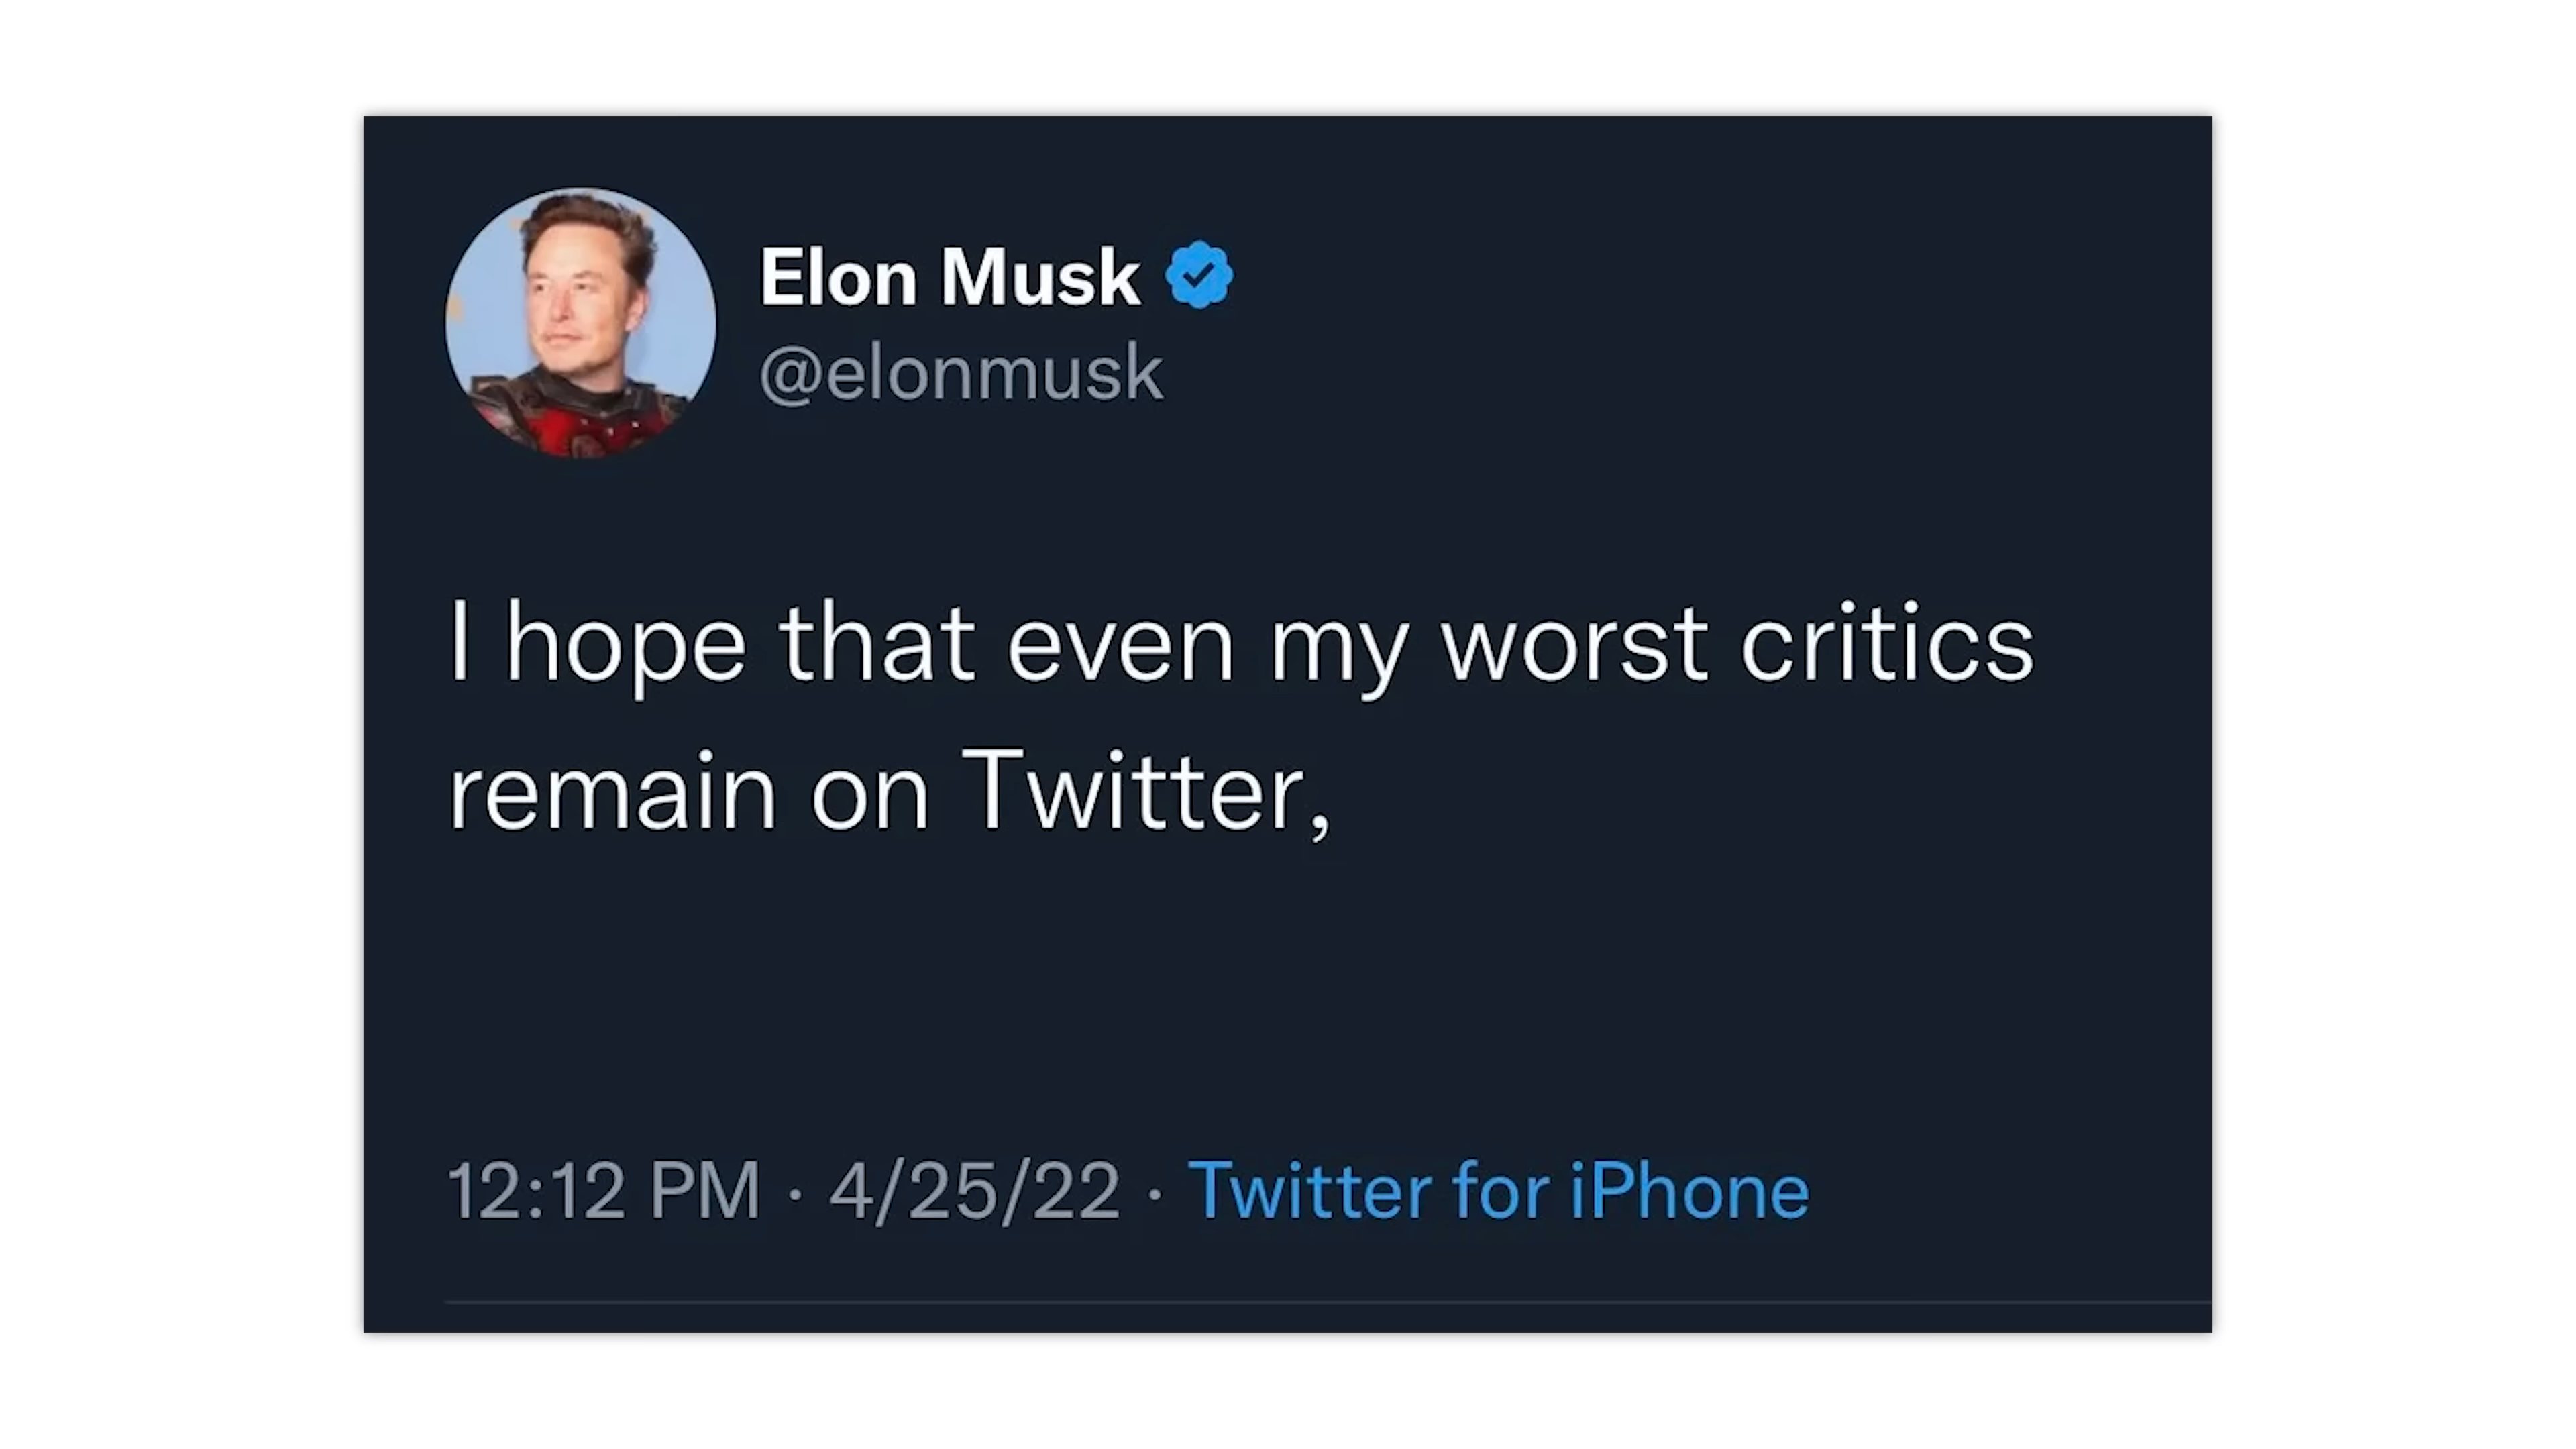 Elon Musk
@elonmusk
I hope that even my worst critics
remain on Twitter,
12:12 PM · 4/25/22 · Twitter for iPhone